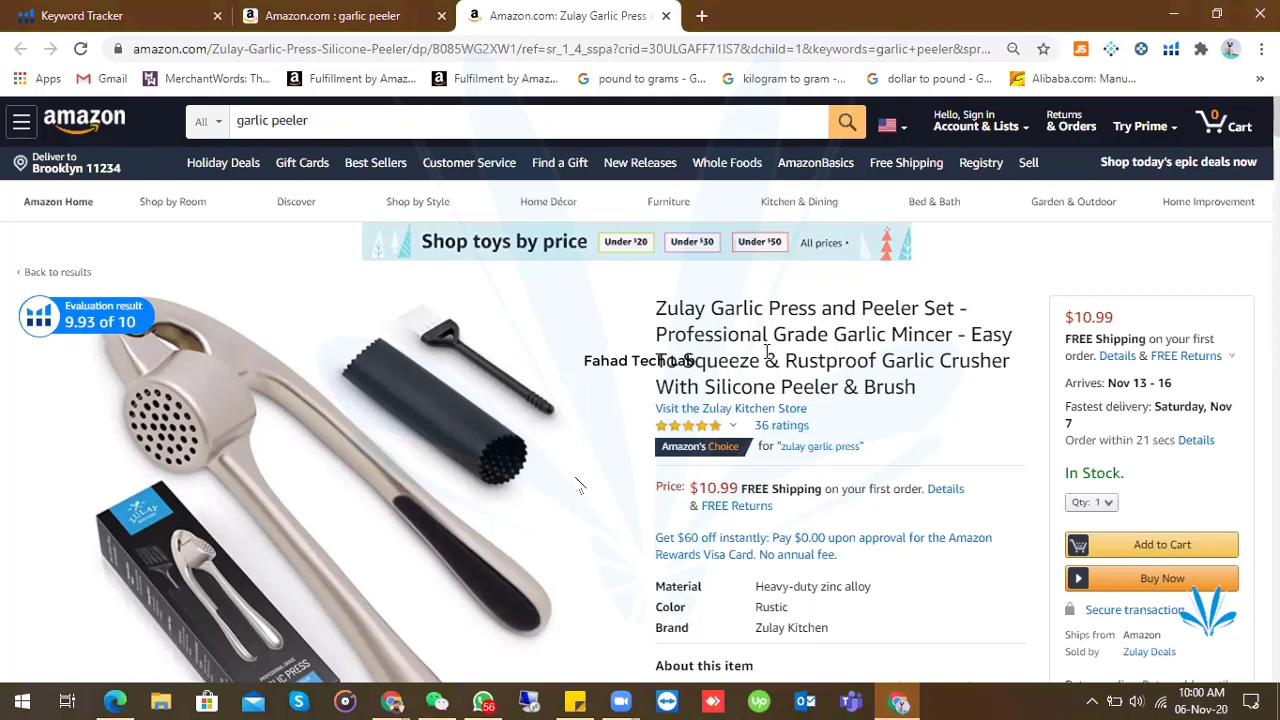 Keyword Tracker
Amazon.com : garlic peeler
Amazon.com: Zulay Garlic Press a
amazon.com/Zulay-Garlic-Press-Silicone-Peeler/dp/B085WG2XW1/ref=sr_1_4_sspa?crid=30ULGAFF71IS7&dchild=1&keywords=garlic+peeler&spr...
Apps
Gmail
MerchantWords: Th...
Fulfillment by Amaz...
Fulfilment by Amaz...
pound to grams - G...
kilogram to gram -...
dollar to pound - G...
Alibaba.com: Manu...
amazon
All
garlic peeler
Hello, Sign in
Account & Lists
Returns
& Orders
Try Prime
0
Cart
Deliver to
Brooklyn 11234
Holiday Deals
Gift Cards
Best Sellers
Customer Service
Find a Gift
New Releases
Whole Foods
AmazonBasics
Free Shipping
Registry
Sell
Shop today's epic deals now
Amazon Home
Shop by Room
Discover
Shop by Style
Home Décor
Furniture
Kitchen & Dining
Bed & Bath
Garden & Outdoor
Home Improvement
Shop toys by price
Under $20
Under $30
Under $50
All prices ›
‹ Back to results
Evaluation result
9.93 of 10
ZULAY
Zulay Garlic Press and Peeler Set -
Professional Grade Garlic Mincer - Easy
To Squeeze & Rustproof Garlic Crusher
With Silicone Peeler & Brush
Fahad Tech Lab
Visit the Zulay Kitchen Store
36 ratings
Amazon's Choice for "zulay garlic press"
Price: $10.99 FREE Shipping on your first order. Details
& FREE Returns
Get $60 off instantly: Pay $0.00 upon approval for the Amazon
Rewards Visa Card. No annual fee.
Material Heavy-duty zinc alloy
Color Rustic
Brand Zulay Kitchen
About this item
$10.99
FREE Shipping on your first
order. Details & FREE Returns
Arrives: Nov 13 - 16
Fastest delivery: Saturday, Nov
7
Order within 21 secs Details
In Stock.
Qty: 1
Add to Cart
Buy Now
Secure transaction
Ships from Amazon
Sold by Zulay Deals
56
10:00 AM
06-Nov-20